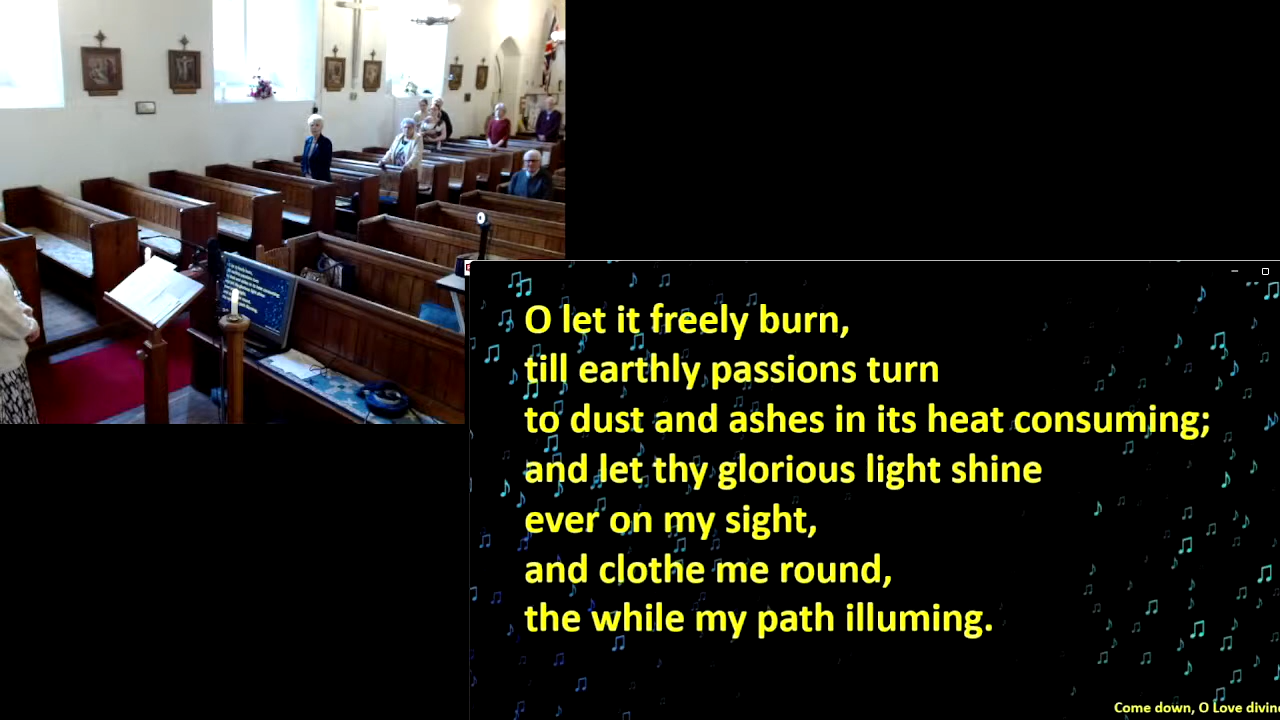 O let it freely burn,
till earthly passions turn
to dust and ashes in its heat consuming;
and let thy glorious light shine
ever on my sight,
and clothe me round,
the while my path illuming.
Come down, O Love divine